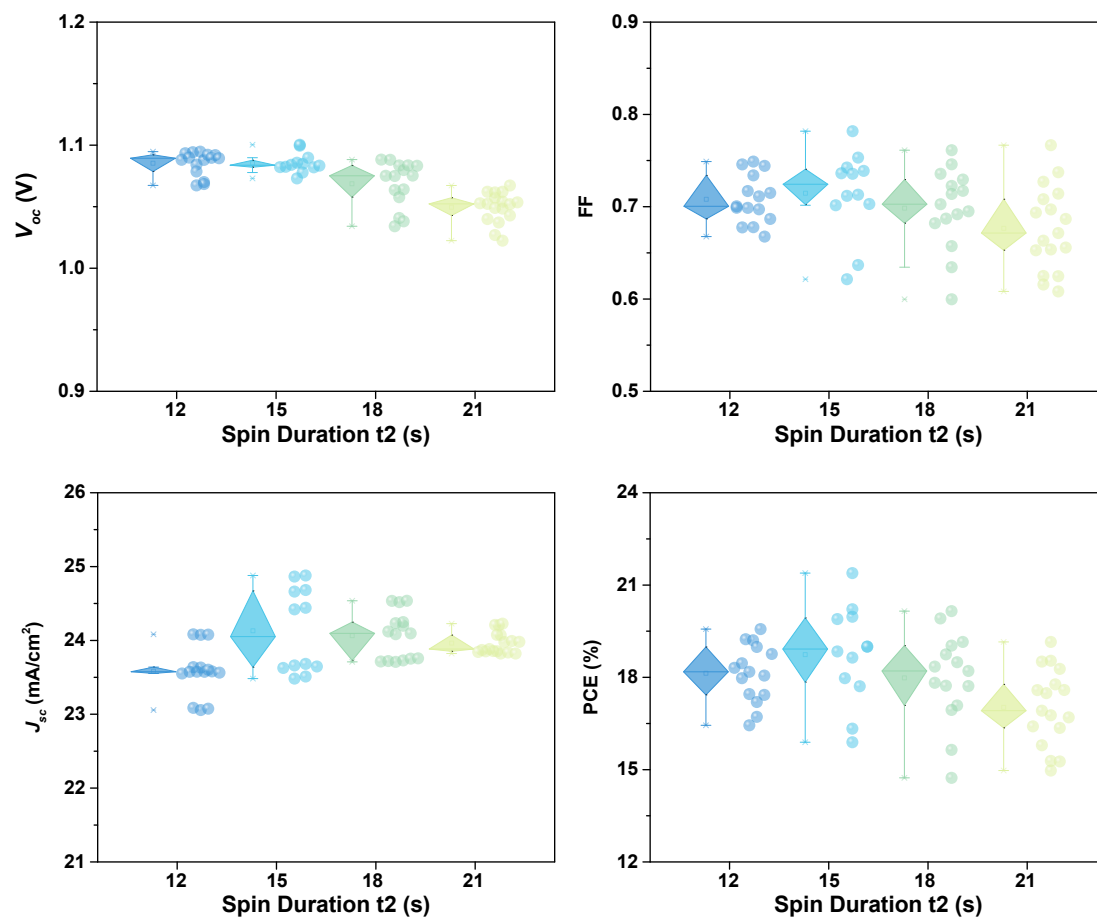 1.2
1.1
1.0
0.9
V_oc (V)
12 15 18 21
Spin Duration t2 (s)
0.9
0.8
0.7
0.6
0.5
FF
12 15 18 21
Spin Duration t2 (s)
26
25
24
23
22
21
J_sc (mA/cm²)
12 15 18 21
Spin Duration t2 (s)
24
21
18
15
12
PCE (%)
12 15 18 21
Spin Duration t2 (s)